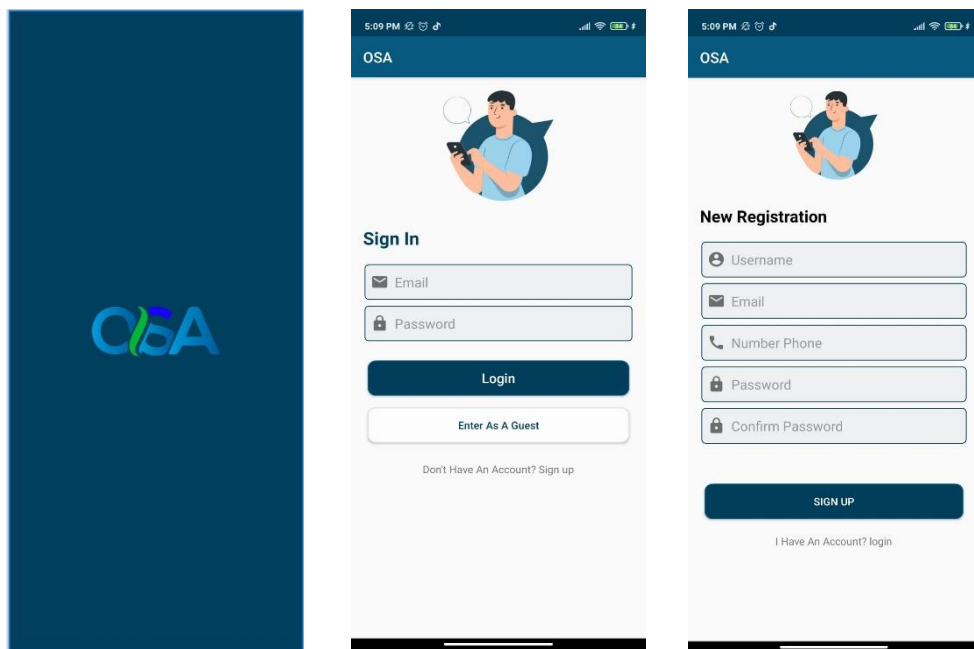 OSA
5:09 PM
OSA
Sign In
Email
Password
Login
Enter As A Guest
Don't Have An Account? Sign up
5:09 PM
OSA
New Registration
Username
Email
Number Phone
Password
Confirm Password
SIGN UP
I Have An Account? login